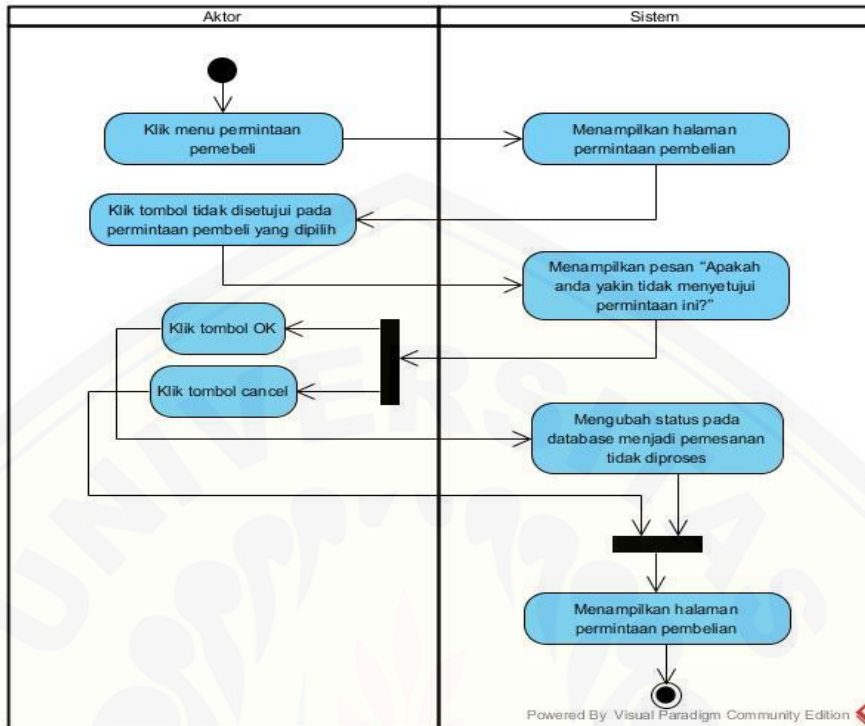 Aktor
Sistem
Klik menu permintaan
pemebeli
Menampilkan halaman
permintaan pembelian
Klik tombol tidak disetujui pada
permintaan pembeli yang dipilih
Menampilkan pesan “Apakah
anda yakin tidak menyetujui
permintaan ini?”
Klik tombol OK
Klik tombol cancel
Mengubah status pada
database menjadi pemesanan
tidak diproses
Menampilkan halaman
permintaan pembelian
UNIVERSITAS
Powered By Visual Paradigm Community Edition